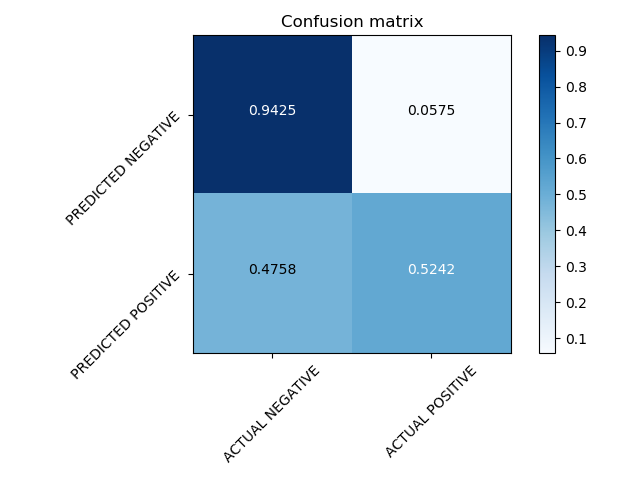 Confusion matrix
PREDICTED NEGATIVE
0.9425
0.0575
PREDICTED POSITIVE
0.4758
0.5242
ACTUAL NEGATIVE
ACTUAL POSITIVE
0.9
0.8
0.7
0.6
0.5
0.4
0.3
0.2
0.1